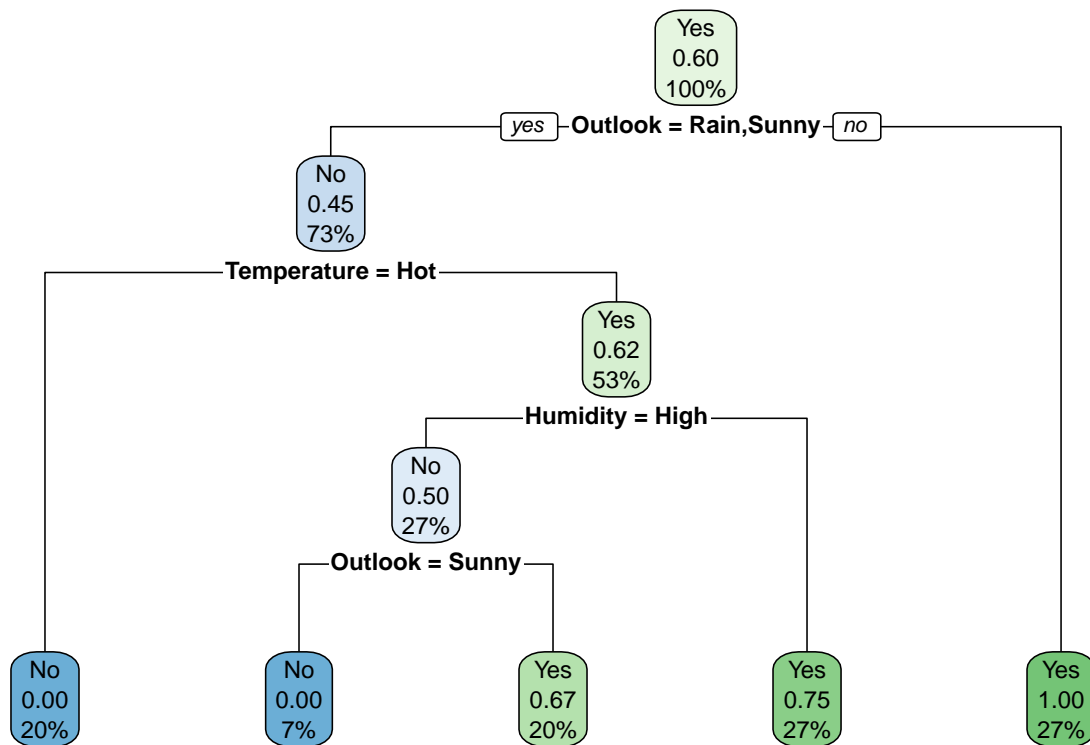 Yes
0.60
100%
yes Outlook = Rain,Sunny no
No
0.45
73%
Temperature = Hot
Yes
0.62
53%
Humidity = High
No
0.50
27%
Outlook = Sunny
No
0.00
20%
No
0.00
7%
Yes
0.67
20%
Yes
0.75
27%
Yes
1.00
27%